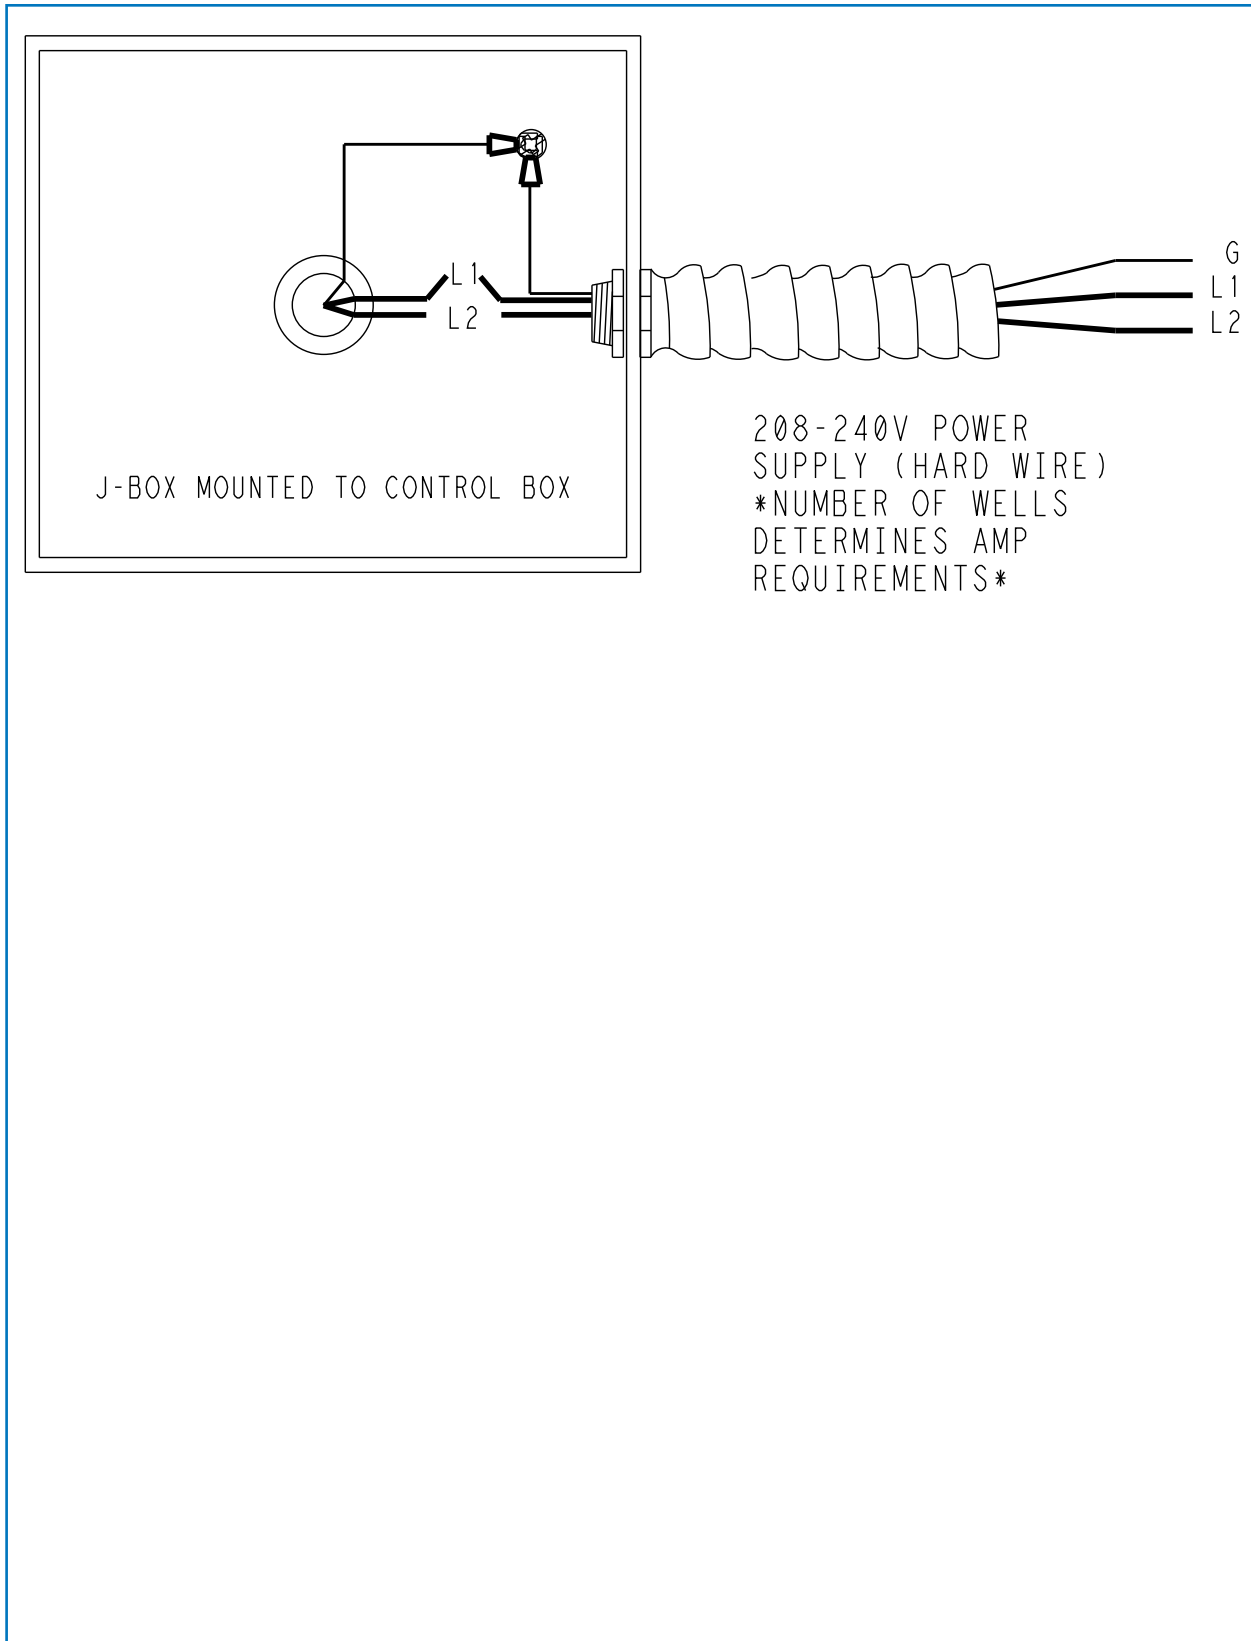 G
L1
L1
L2
L2
208-240V POWER
SUPPLY (HARD WIRE)
*NUMBER OF WELLS
DETERMINES AMP
REQUIREMENTS*
J-BOX MOUNTED TO CONTROL BOX